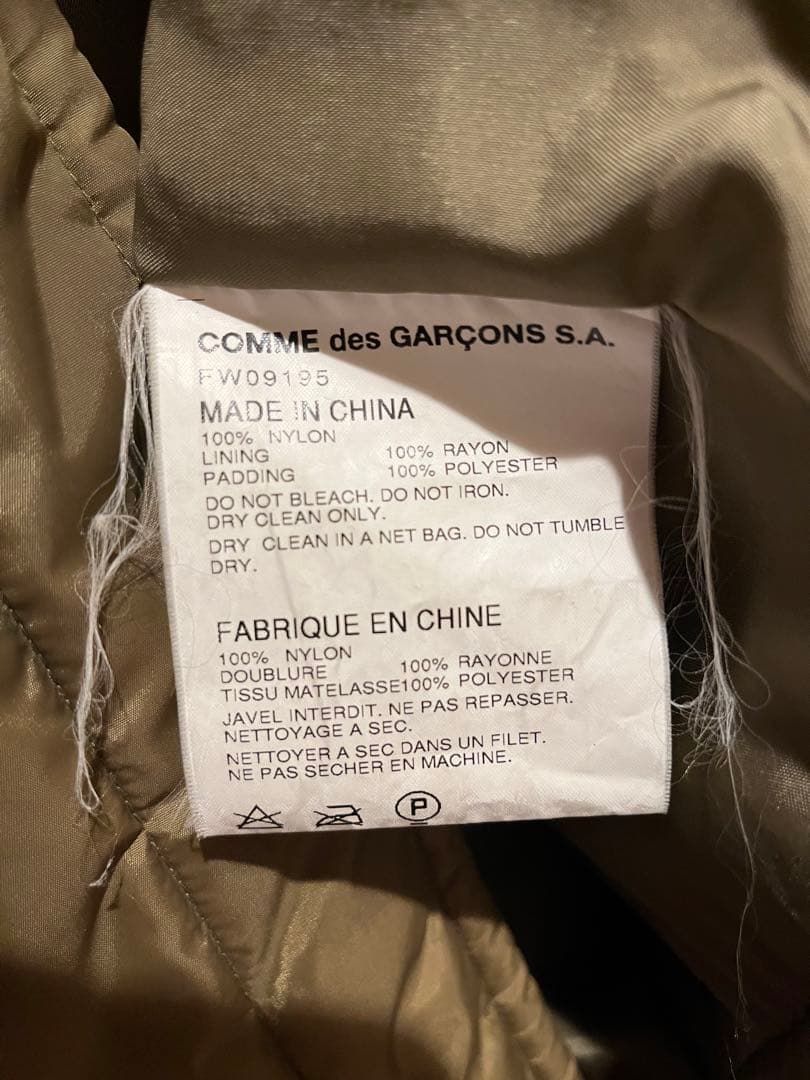 COMME des GARÇONS S.A.
FW09195
MADE IN CHINA
100% NYLON
LINING 100% RAYON
PADDING 100% POLYESTER
DO NOT BLEACH. DO NOT IRON.
DRY CLEAN ONLY.
DRY CLEAN IN A NET BAG. DO NOT TUMBLE
DRY.
FABRIQUE EN CHINE
100% NYLON
DOUBLURE 100% RAYONNE
TISSU MATELASSE100% POLYESTER
JAVEL INTERDIT. NE PAS REPASSER.
NETTOYAGE A SEC.
NETTOYER A SEC DANS UN FILET.
NE PAS SECHER EN MACHINE.
P